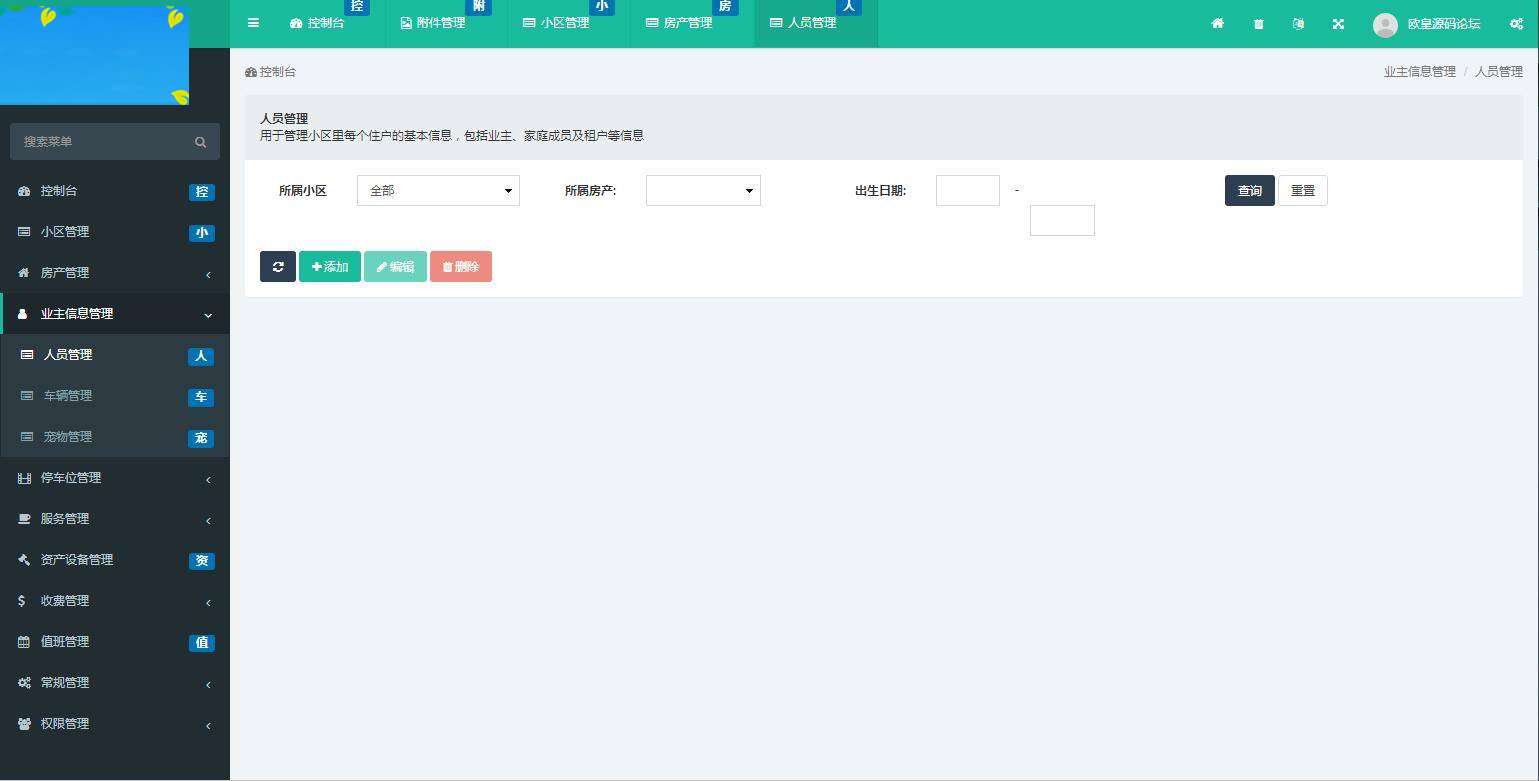 控制台 控
附件管理 附
小区管理 小
房产管理 房
人员管理 人
欧皇源码论坛
搜索菜单
控制台 控
小区管理 小
房产管理
业主信息管理
人员管理 人
车辆管理 车
宠物管理 宠
停车位管理
服务管理
资产设备管理 资
收费管理
值班管理 值
常规管理
权限管理
控制台
业主信息管理 / 人员管理
人员管理
用于管理小区里每个住户的基本信息，包括业主、家庭成员及租户等信息
所属小区 全部 所属房产: 出生日期: - 查询 重置
添加 编辑 删除